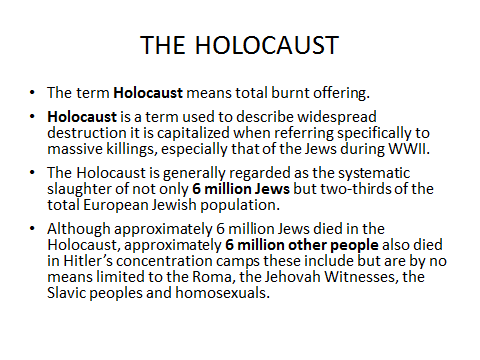 THE HOLOCAUST
• The term Holocaust means total burnt offering.
• Holocaust is a term used to describe widespread
destruction it is capitalized when referring specifically to
massive killings, especially that of the Jews during WWII.
• The Holocaust is generally regarded as the systematic
slaughter of not only 6 million Jews but two-thirds of the
total European Jewish population.
• Although approximately 6 million Jews died in the
Holocaust, approximately 6 million other people also died
in Hitler’s concentration camps these include but are by no
means limited to the Roma, the Jehovah Witnesses, the
Slavic peoples and homosexuals.